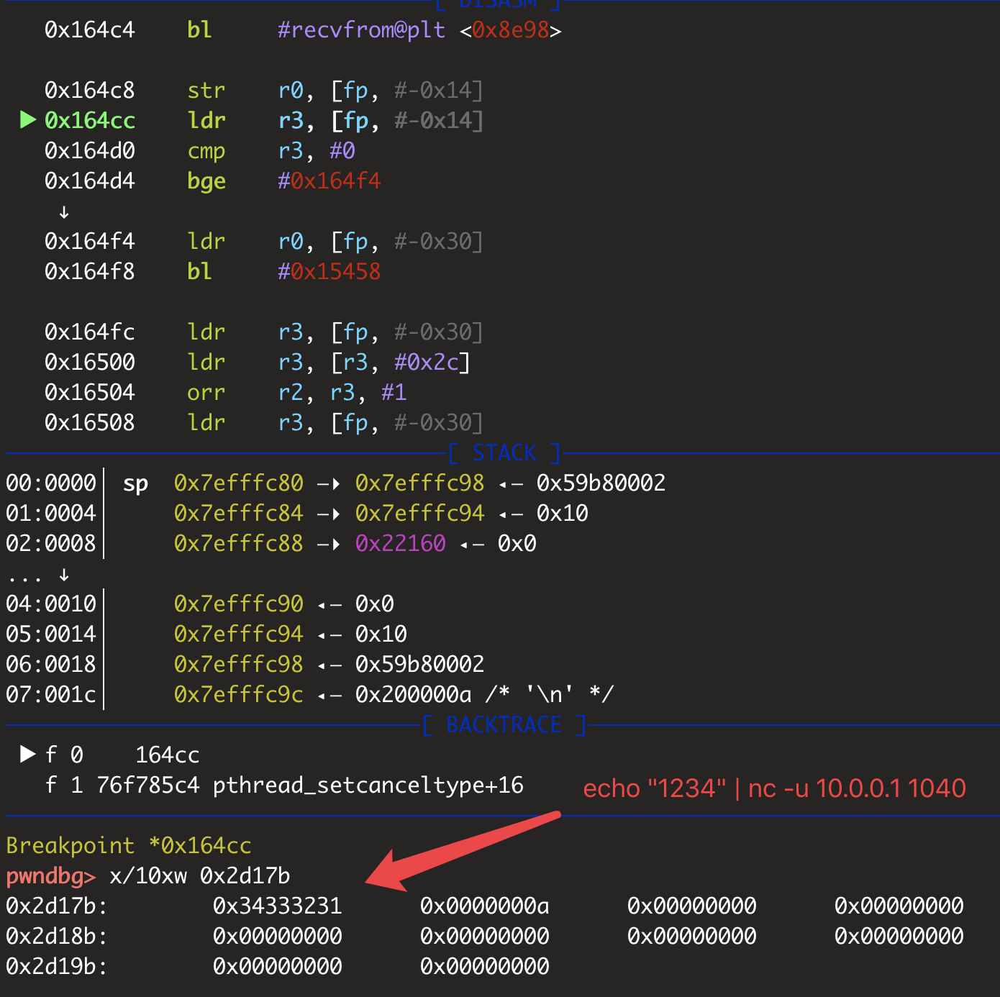 [ DISASM ]
0x164c4 bl #recvfrom@plt <0x8e98>
0x164c8 str r0, [fp, #-0x14]
► 0x164cc ldr r3, [fp, #-0x14]
0x164d0 cmp r3, #0
0x164d4 bge #0x164f4
↓
0x164f4 ldr r0, [fp, #-0x30]
0x164f8 bl #0x15458
0x164fc ldr r3, [fp, #-0x30]
0x16500 ldr r3, [r3, #0x2c]
0x16504 orr r2, r3, #1
0x16508 ldr r3, [fp, #-0x30]
[ STACK ]
00:0000│ sp 0x7efffc80 —▸ 0x7efffc98 ◂— 0x59b80002
01:0004│ 0x7efffc84 —▸ 0x7efffc94 ◂— 0x10
02:0008│ 0x7efffc88 —▸ 0x22160 ◂— 0x0
... ↓
04:0010│ 0x7efffc90 ◂— 0x0
05:0014│ 0x7efffc94 ◂— 0x10
06:0018│ 0x7efffc98 ◂— 0x59b80002
07:001c│ 0x7efffc9c ◂— 0x200000a /* '\n' */
[ BACKTRACE ]
► f 0 164cc
f 1 76f785c4 pthread_setcanceltype+16
echo "1234" | nc -u 10.0.0.1 1040
Breakpoint *0x164cc
pwndbg> x/10xw 0x2d17b
0x2d17b: 0x34333231 0x0000000a 0x00000000 0x00000000
0x2d18b: 0x00000000 0x00000000 0x00000000 0x00000000
0x2d19b: 0x00000000 0x00000000